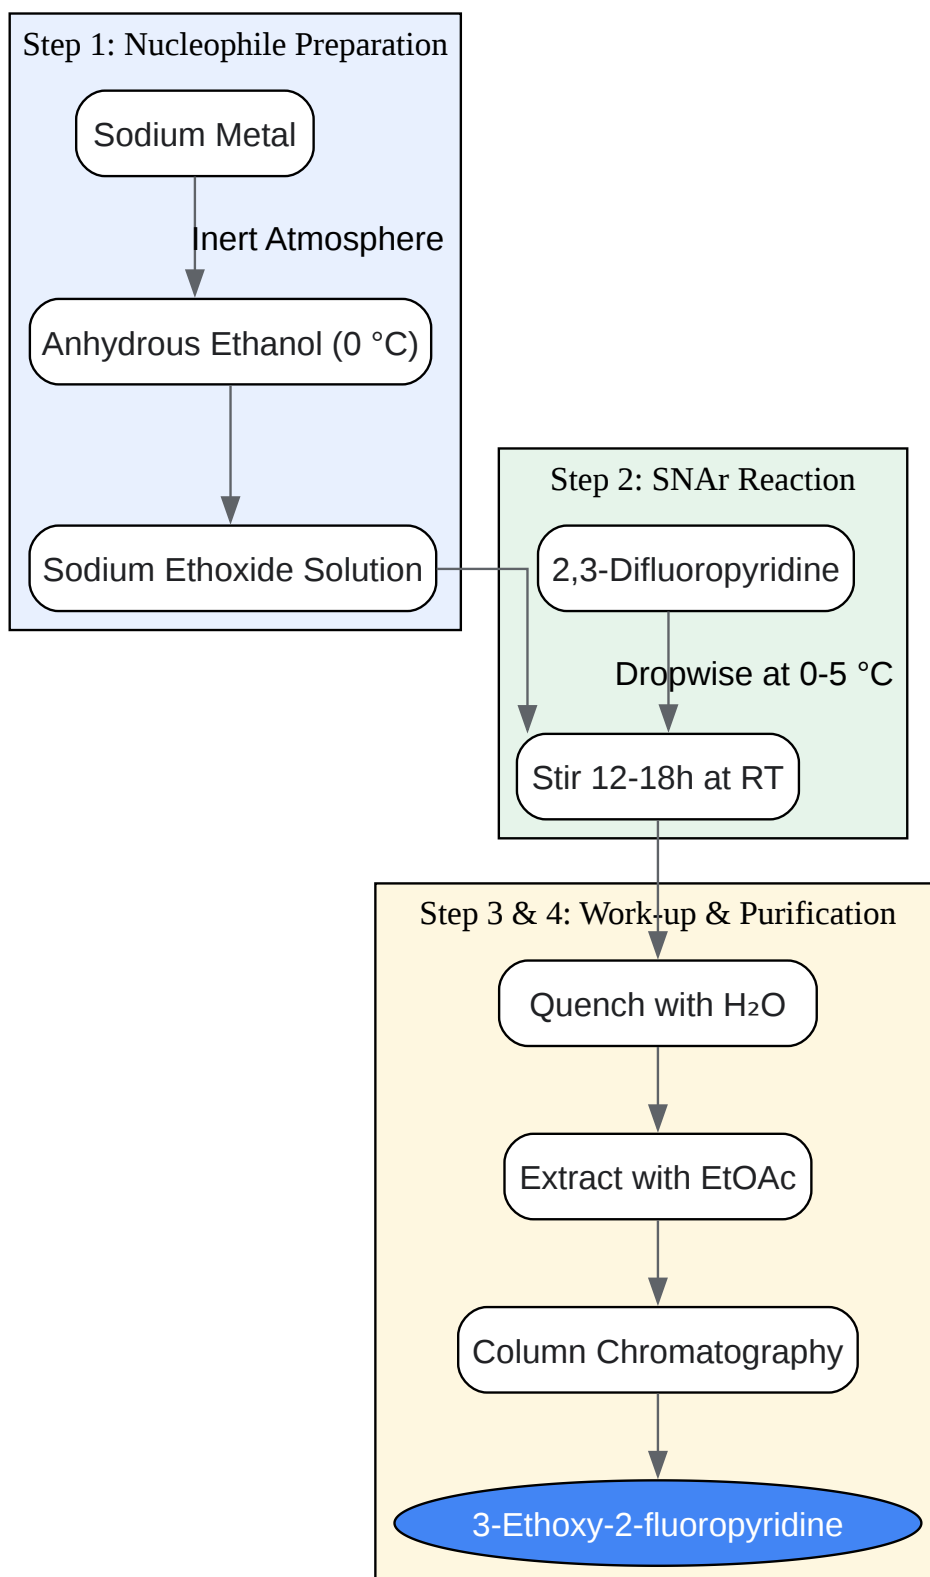 Step 1: Nucleophile Preparation
Sodium Metal
Inert Atmosphere
Anhydrous Ethanol (0 °C)
Sodium Ethoxide Solution
Step 2: SNAr Reaction
2,3-Difluoropyridine
Dropwise at 0-5 °C
Stir 12-18h at RT
Step 3 & 4: Work-up & Purification
Quench with H₂O
Extract with EtOAc
Column Chromatography
3-Ethoxy-2-fluoropyridine